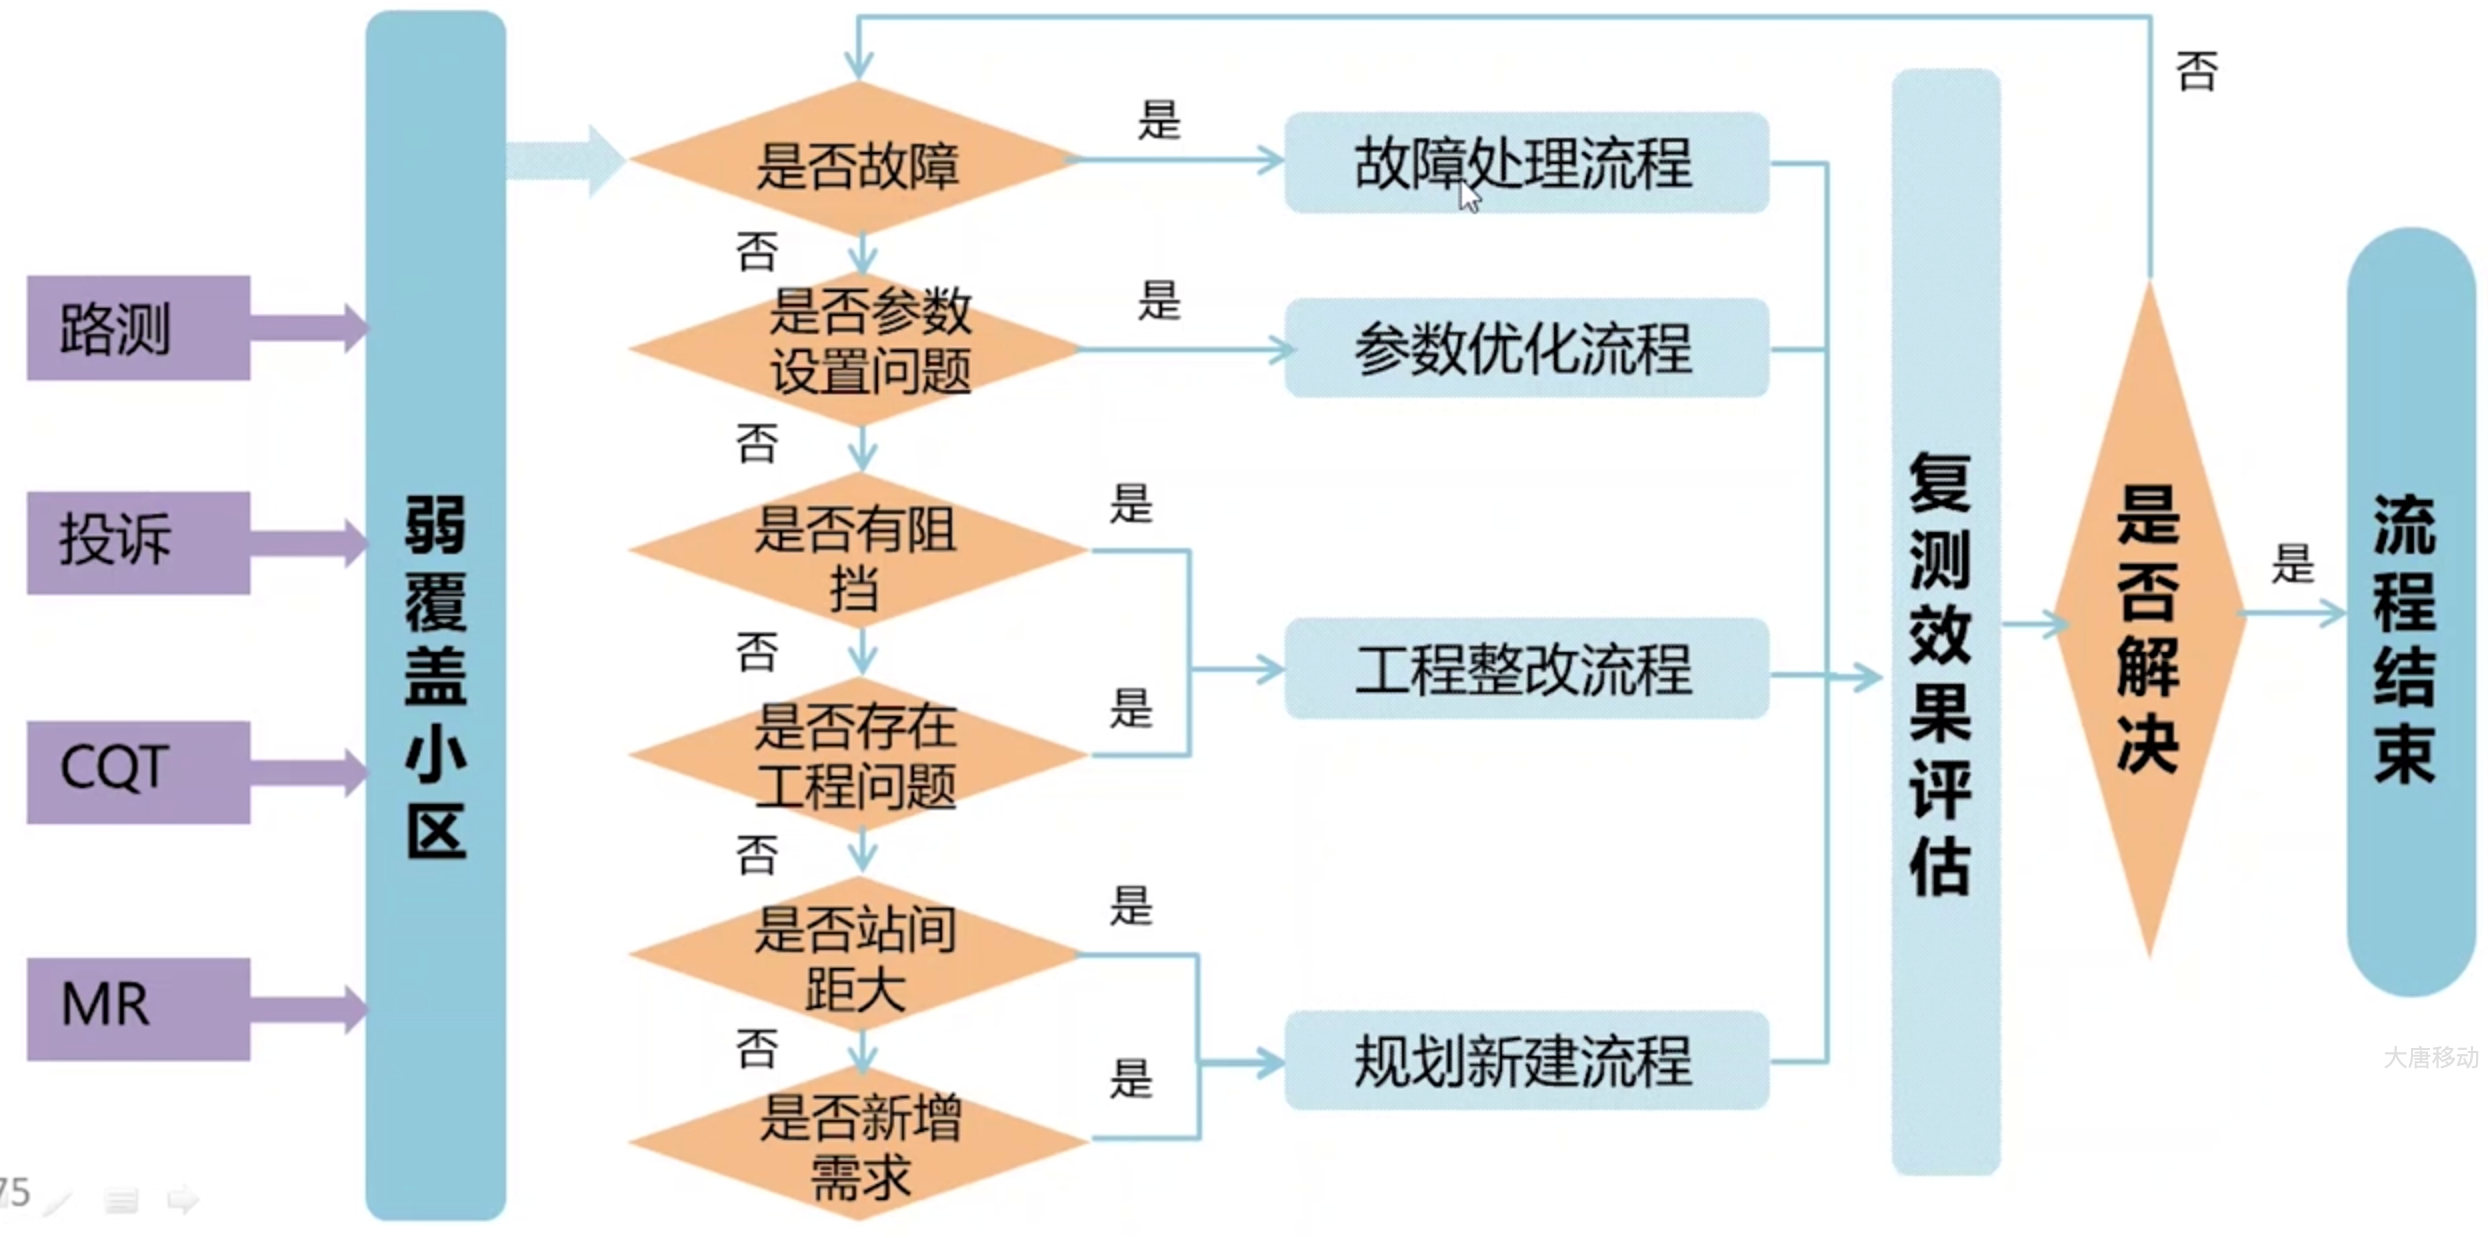 路测
投诉
CQT
MR
弱覆盖小区
是否故障
是
否
故障处理流程
是否参数
设置问题
是
否
参数优化流程
是否有阻
挡
是
否
是否存在
工程问题
是
否
工程整改流程
是否站间
距大
是
否
是否新增
需求
是
规划新建流程
复测效果评估
是否解决
否
是
流程结束
大唐移动
75